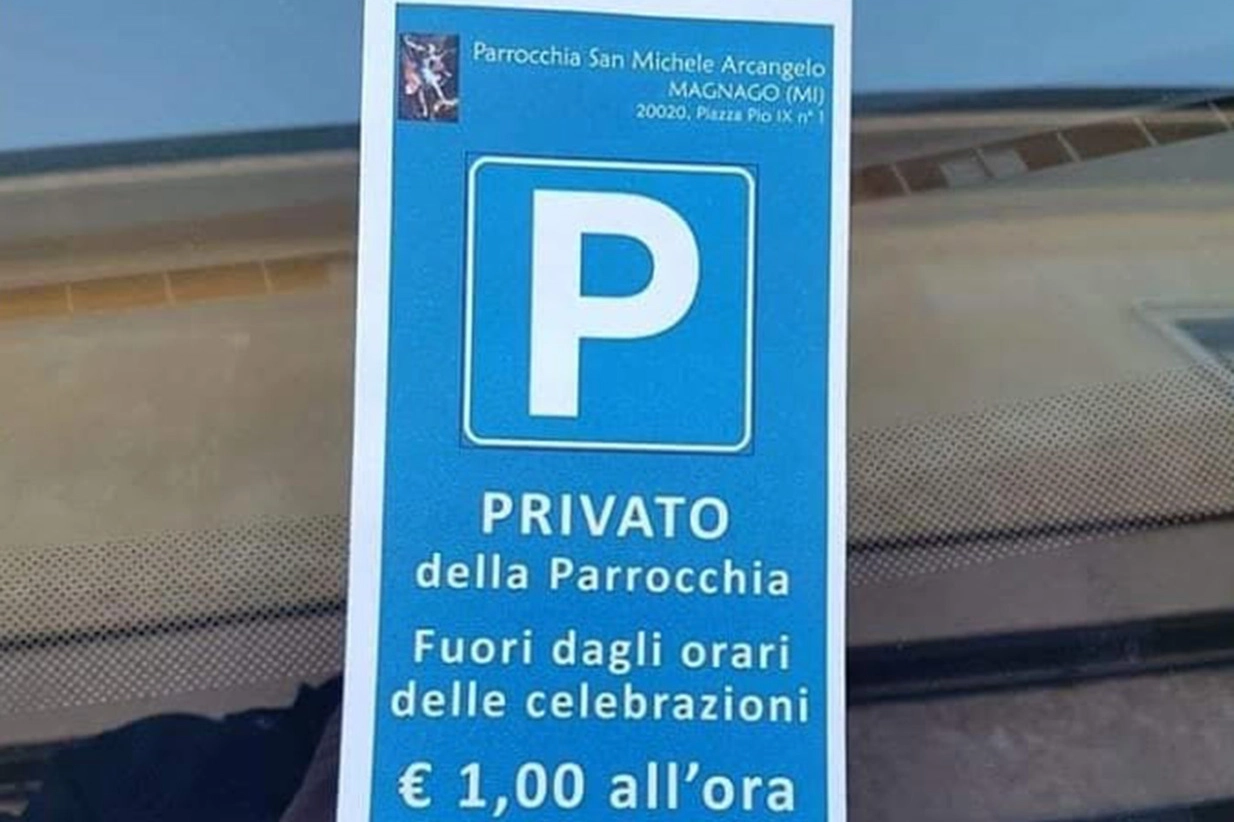 Parrocchia San Michele Arcangelo
MAGNAGO (MI)
20020, Piazza Pio IX n° 1
P
PRIVATO
della Parrocchia
Fuori dagli orari
delle celebrazioni
€ 1,00 all'ora